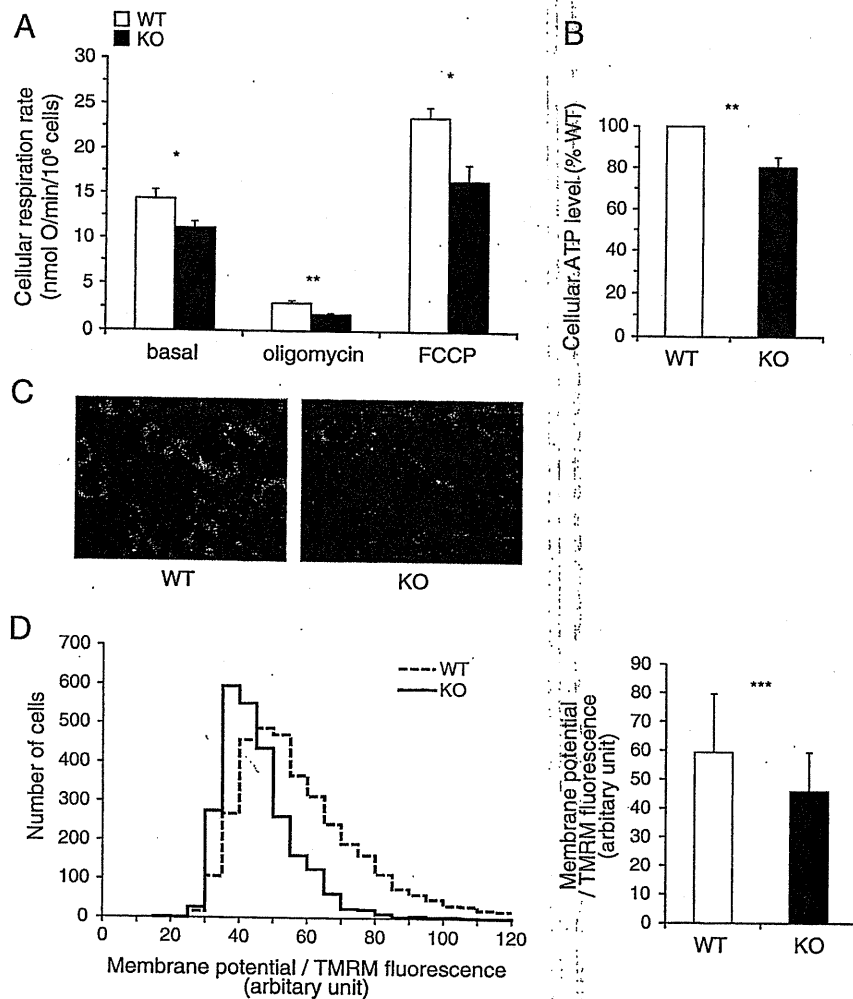 A
WT
KO
Cellular respiration rate
(nmol O/min/10⁶ cells)
30
25
20
15
10
5
0
*
**
*
basal
oligomycin
FCCP
B
Cellular ATP level (% WT)
100
80
60
40
20
0
**
WT
KO
C
WT
KO
D
Number of cells
700
600
500
400
300
200
100
0
WT
KO
0
20
40
60
80
100
120
Membrane potential / TMRM fluorescence
(arbitary unit)
Membrane potential
/ TMRM fluorescence
(arbitary unit)
90
80
70
60
50
40
30
20
10
0
***
WT
KO